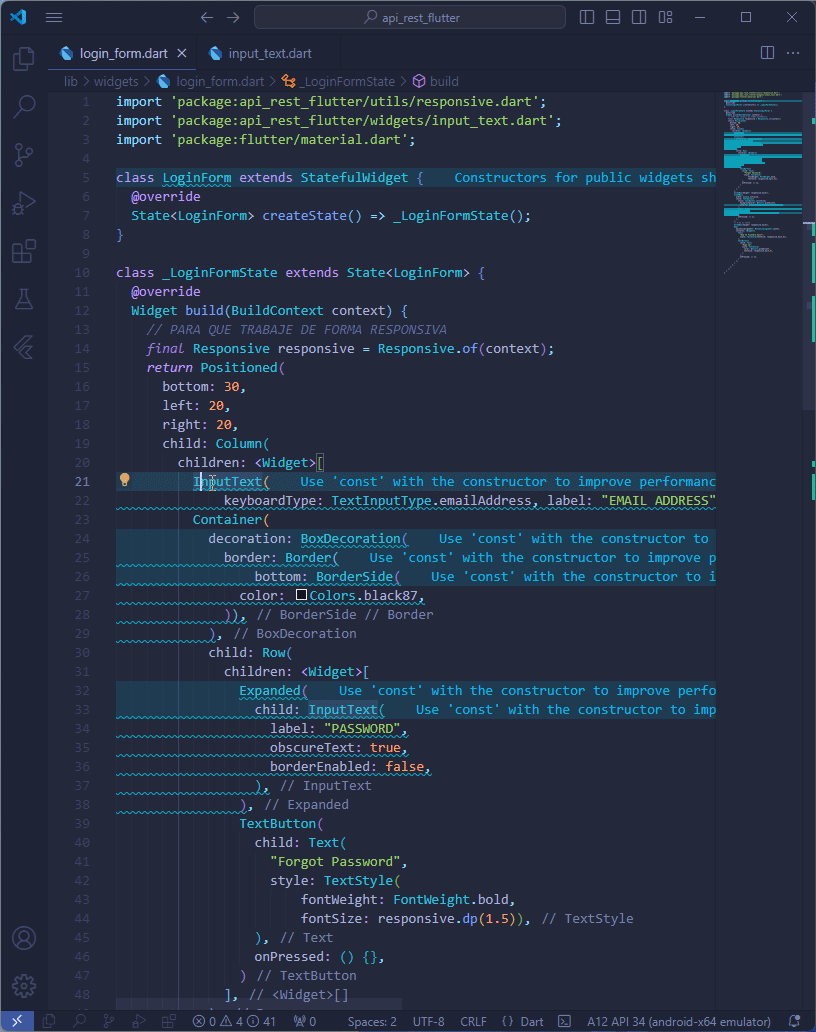 api_rest_flutter
login_form.dart
input_text.dart
lib > widgets > login_form.dart > _LoginFormState > build
1 import 'package:api_rest_flutter/utils/responsive.dart';
2 import 'package:api_rest_flutter/widgets/input_text.dart';
3 import 'package:flutter/material.dart';
4
5 class LoginForm extends StatefulWidget { Constructors for public widgets sh
6 @override
7 State<LoginForm> createState() => _LoginFormState();
8 }
9
10 class _LoginFormState extends State<LoginForm> {
11 @override
12 Widget build(BuildContext context) {
13 // PARA QUE TRABAJE DE FORMA RESPONSIVA
14 final Responsive responsive = Responsive.of(context);
15 return Positioned(
16 bottom: 30,
17 left: 20,
18 right: 20,
19 child: Column(
20 children: <Widget>[
21 InputText( Use 'const' with the constructor to improve performanc
22 keyboardType: TextInputType.emailAddress, label: "EMAIL ADDRESS"
23 Container(
24 decoration: BoxDecoration( Use 'const' with the constructor to
25 border: Border( Use 'const' with the constructor to improve p
26 bottom: BorderSide( Use 'const' with the constructor to i
27 color: Colors.black87,
28 )), // BorderSide // Border
29 ), // BoxDecoration
30 child: Row(
31 children: <Widget>[
32 Expanded( Use 'const' with the constructor to improve perfo
33 child: InputText( Use 'const' with the constructor to imp
34 label: "PASSWORD",
35 obscureText: true,
36 borderEnabled: false,
37 ), // InputText
38 ), // Expanded
39 TextButton(
40 child: Text(
41 "Forgot Password",
42 style: TextStyle(
43 fontWeight: FontWeight.bold,
44 fontSize: responsive.dp(1.5)), // TextStyle
45 ), // Text
46 onPressed: () {},
47 ) // TextButton
48 ], // <Widget>[]
0 4 41 0 Spaces: 2 UTF-8 CRLF {} Dart A12 API 34 (android-x64 emulator)